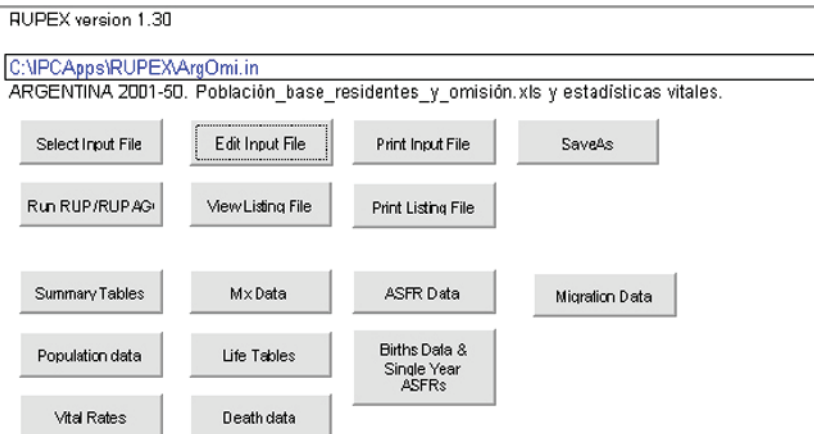 RUPEX version 1.30
C:\IPCApps\RUPEX\ArgOmi.in
ARGENTINA 2001-50. Población_base_residentes_y_omisión.xls y estadísticas vitales.
Select Input File
Edit Input File
Print Input File
SaveAs
Run RUP/RUPAG
View Listing File
Print Listing File
Summary Tables
Mx Data
ASFR Data
Migration Data
Population data
Life Tables
Births Data &
Single Year
ASFRs
Vital Rates
Death data